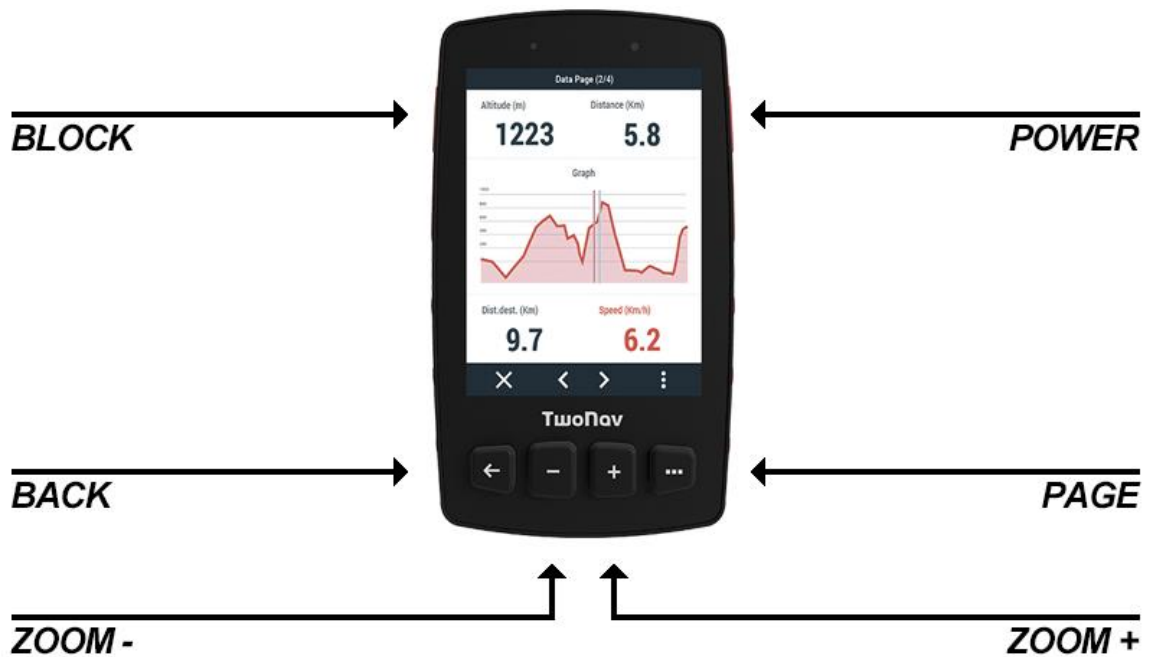 Data Page (2/4)
Altitude (m) Distance (Km)
BLOCK 1223 5.8 POWER
Graph
Dist.dest. (Km) Speed (Km/h)
9.7 6.2
TwoNav
BACK PAGE
ZOOM - ZOOM +